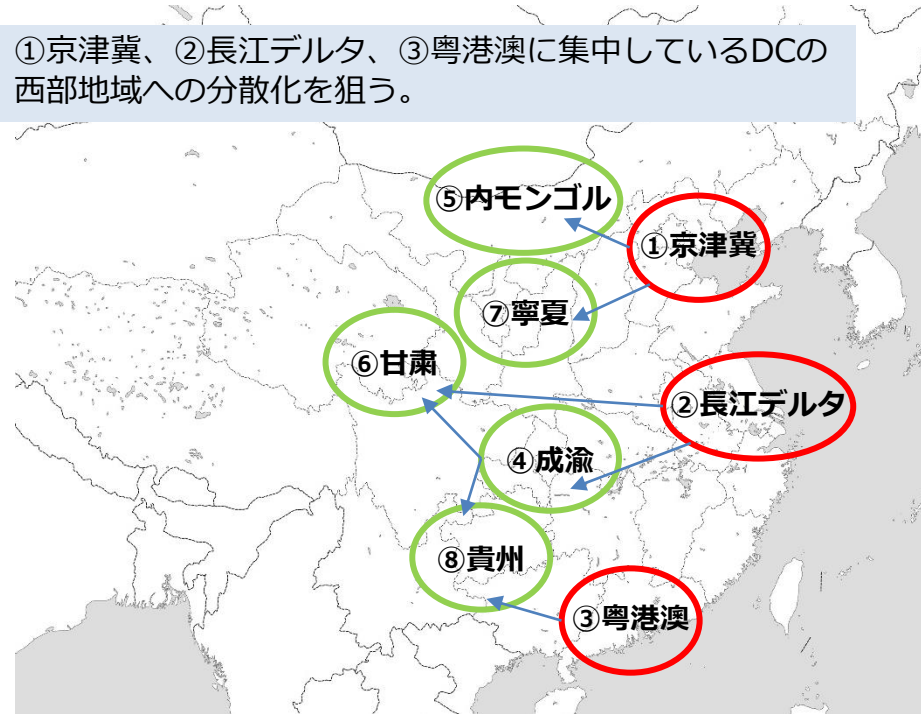 ①京津冀、②長江デルタ、③粤港澳に集中しているDCの
西部地域への分散化を狙う。
⑤内モンゴル
①京津冀
⑦寧夏
⑥甘粛
②長江デルタ
④成渝
⑧貴州
③粤港澳